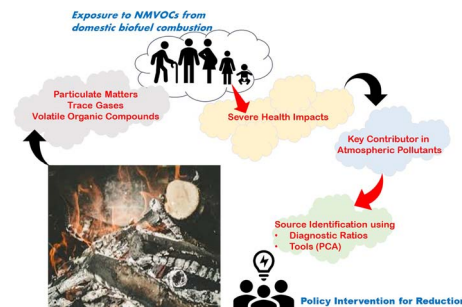 Exposure to NMVOCs from
domestic biofuel combustion
Particulate Matters
Trace Gases
Volatile Organic Compounds
Severe Health Impacts
Key Contributor in
Atmospheric Pollutants
Source Identification using
• Diagnostic Ratios
• Tools (PCA)
Policy Intervention for Reduction